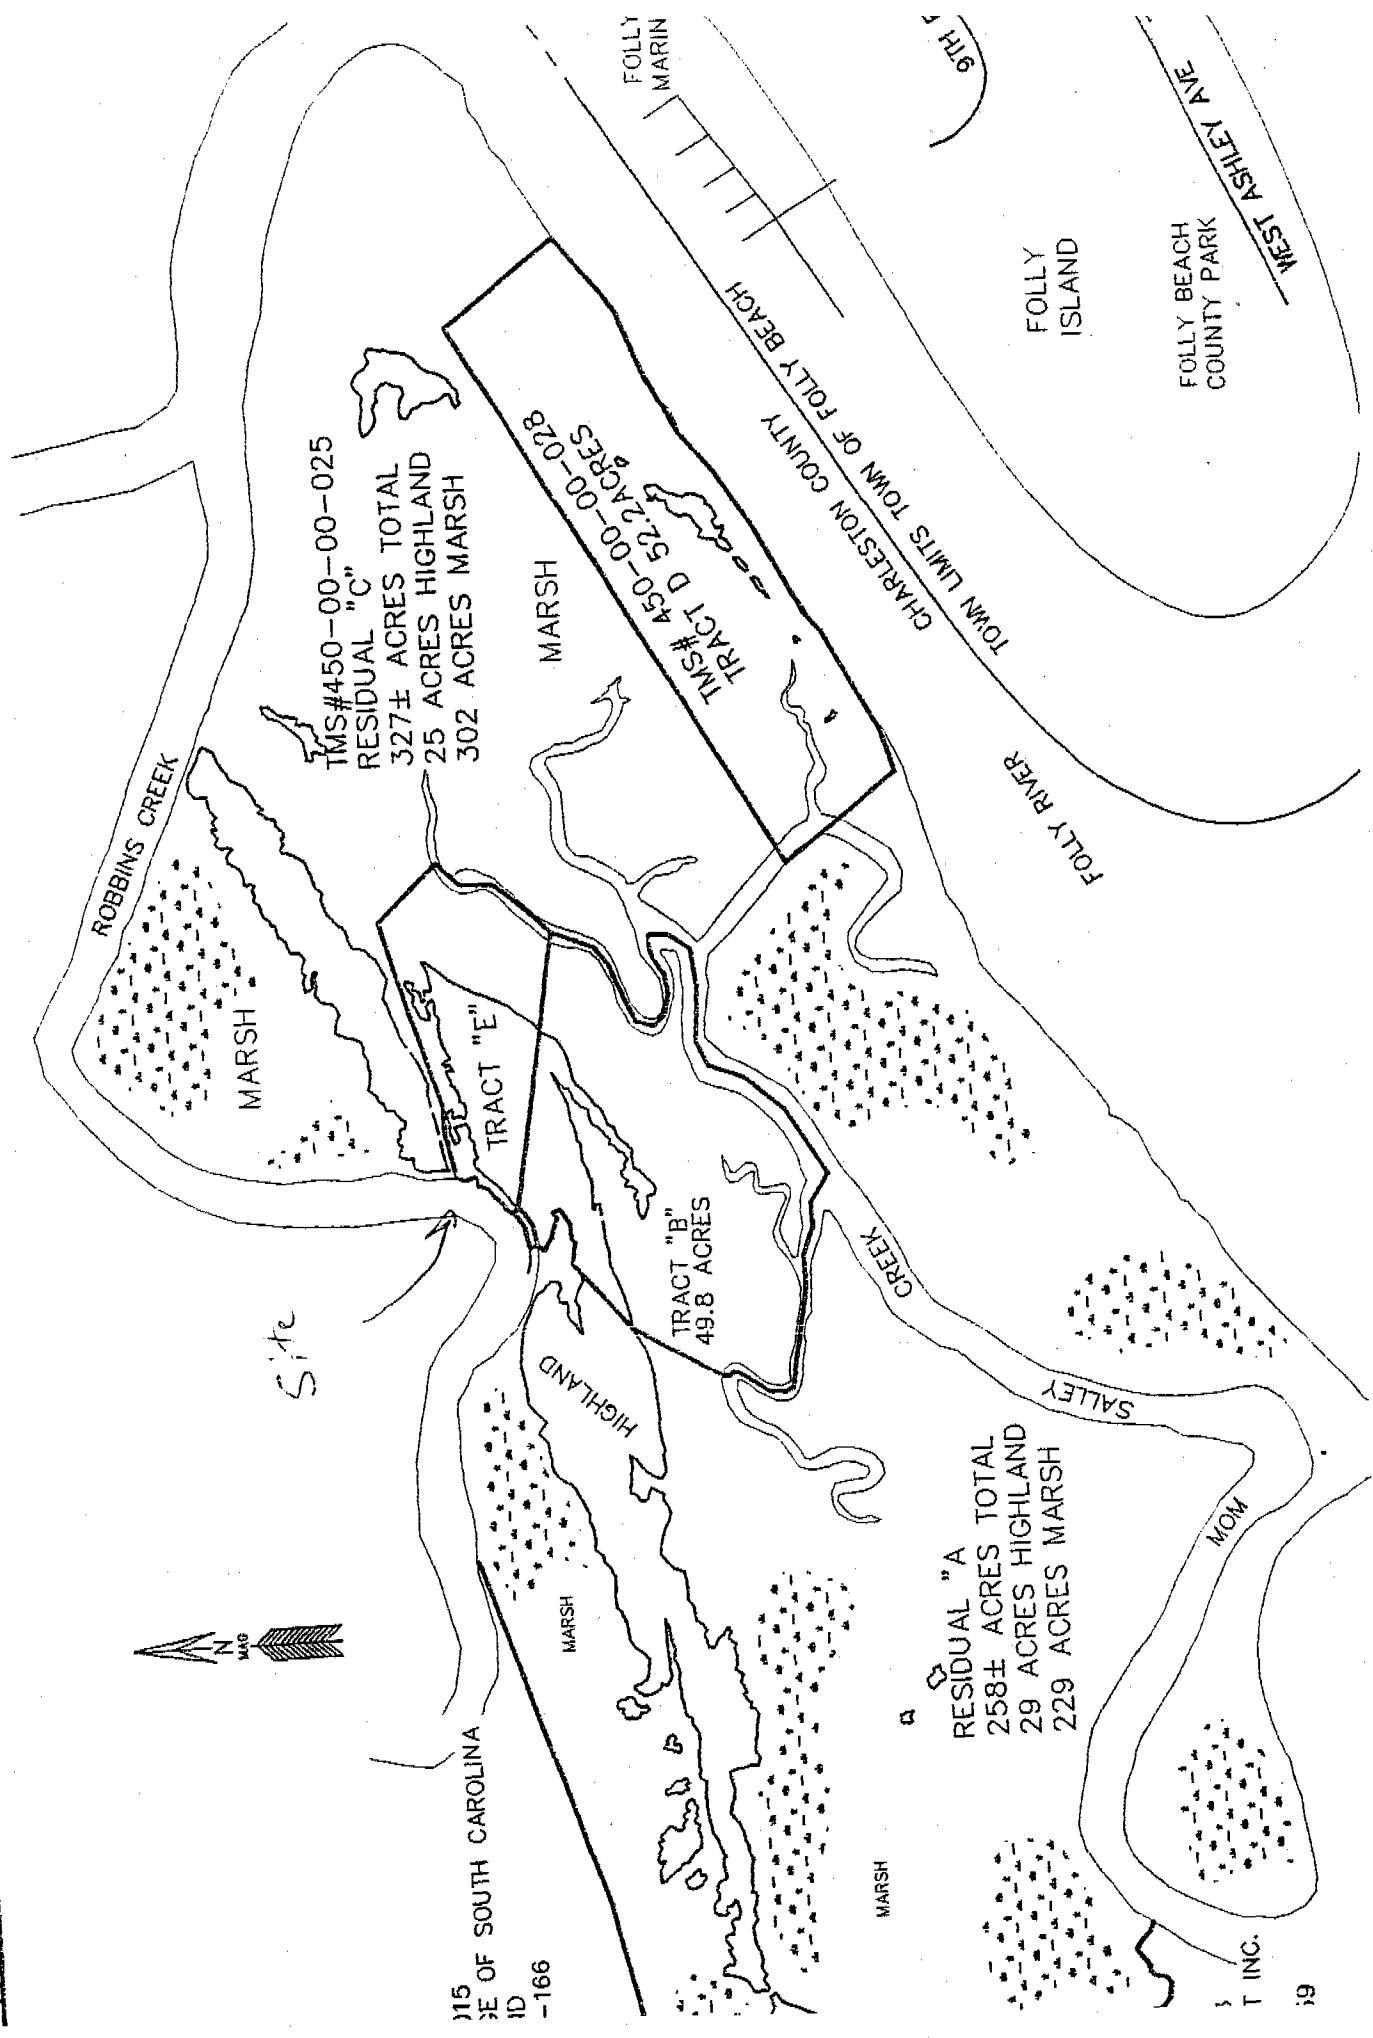 FOLLY
MARIN
9TH
WEST ASHLEY AVE
FOLLY
ISLAND
FOLLY BEACH
COUNTY PARK
TOWN LIMITS TOWN OF FOLLY BEACH
CHARLESTON COUNTY
FOLLY RIVER
TMS# 450-00-00-028
TRACT D 52.2 ACRES
TMS#450-00-00-025
RESIDUAL "C"
327± ACRES TOTAL
25 ACRES HIGHLAND
302 ACRES MARSH
MARSH
ROBBINS CREEK
MARSH
TRACT "E"
TRACT "B"
49.8 ACRES
Site
HIGHLAND
CREEK
SALLEY
MOM
N
MAG
MARSH
RESIDUAL "A
258± ACRES TOTAL
29 ACRES HIGHLAND
229 ACRES MARSH
MARSH
015
GE OF SOUTH CAROLINA
ID
-166
T INC.